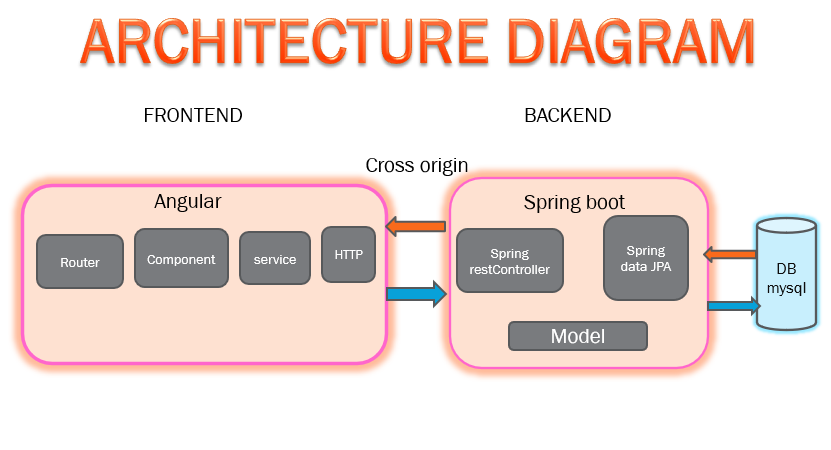 ARCHITECTURE DIAGRAM
FRONTEND
BACKEND
Cross origin
Angular
Router
Component
service
HTTP
Spring boot
Spring
restController
Spring
data JPA
Model
DB
mysql